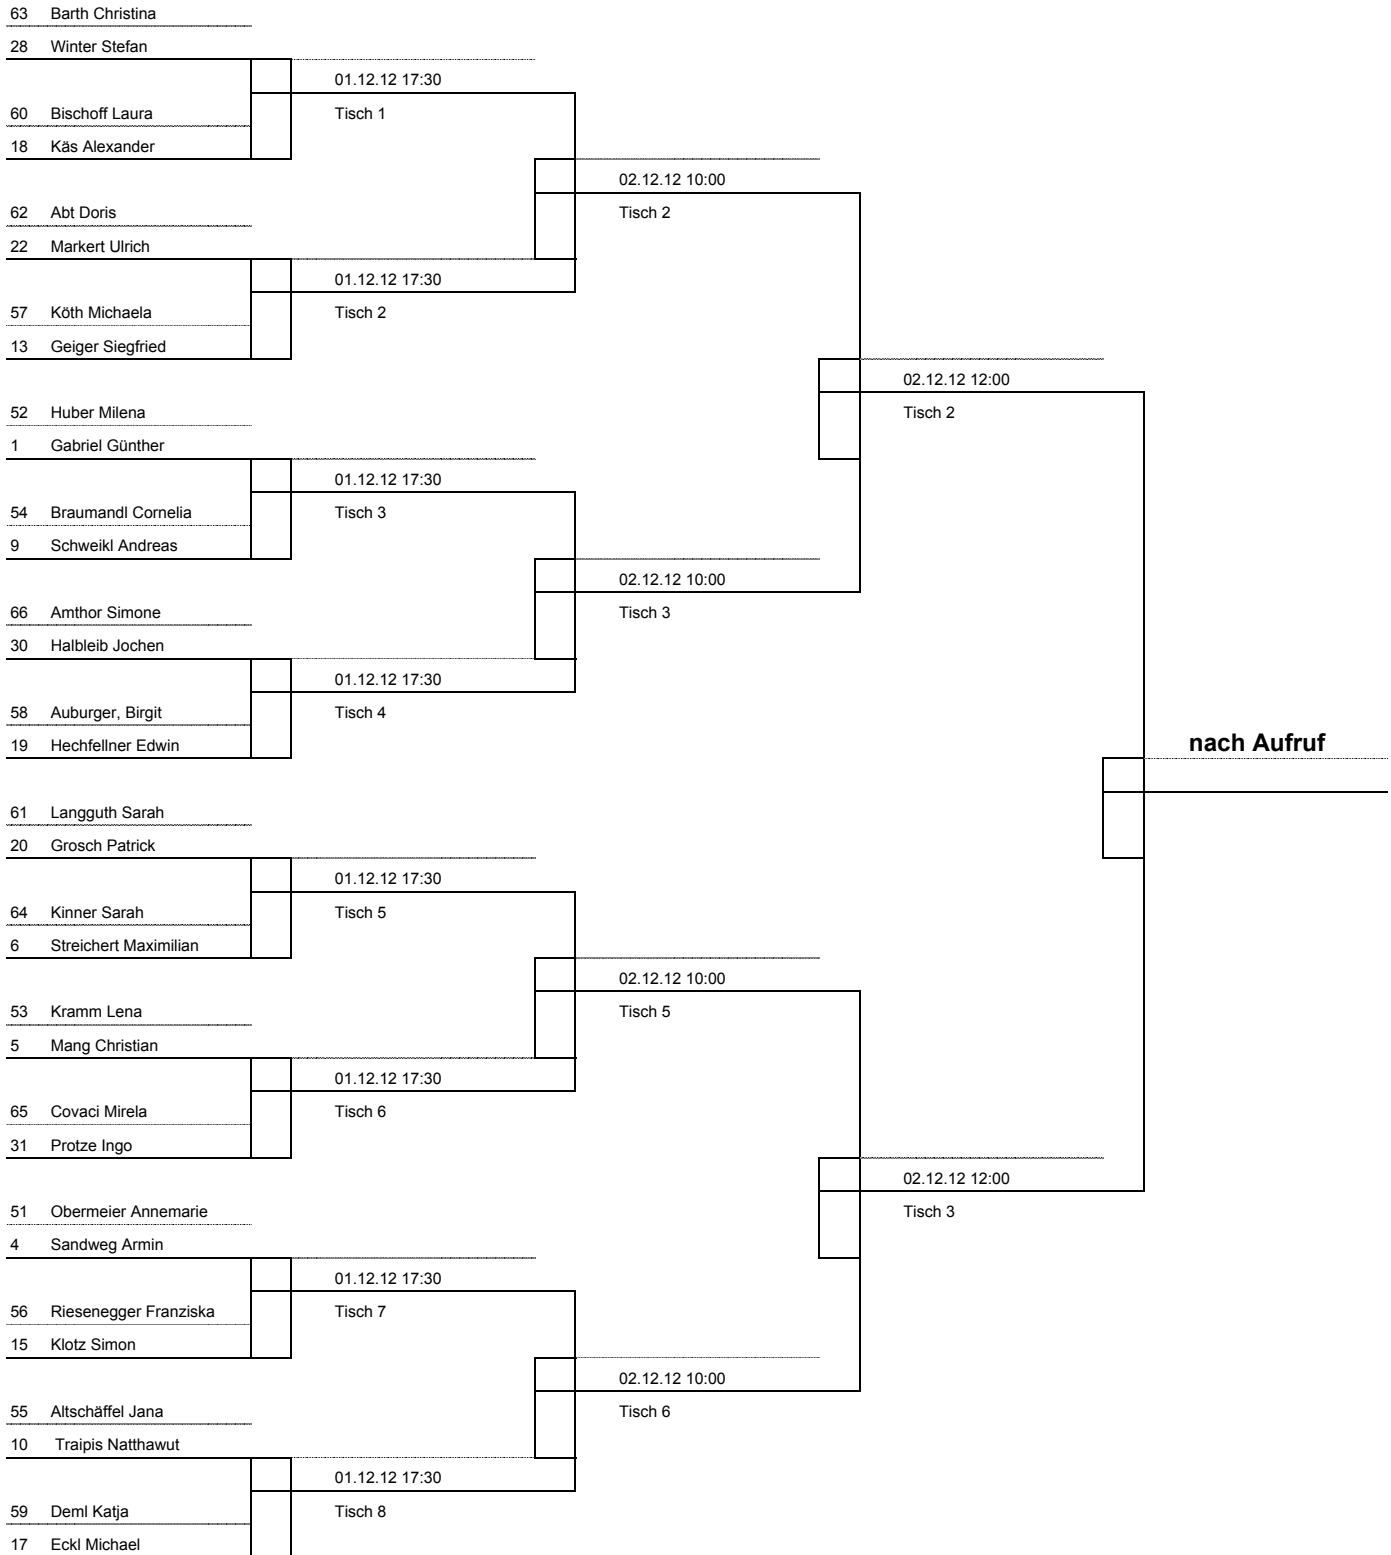 63 Barth Christina
28 Winter Stefan
01.12.12 17:30
60 Bischoff Laura
Tisch 1
18 Käs Alexander
02.12.12 10:00
62 Abt Doris
Tisch 2
22 Markert Ulrich
01.12.12 17:30
57 Köth Michaela
Tisch 2
13 Geiger Siegfried
02.12.12 12:00
52 Huber Milena
Tisch 2
1 Gabriel Günther
01.12.12 17:30
54 Braumandl Cornelia
Tisch 3
9 Schweikl Andreas
02.12.12 10:00
66 Amthor Simone
Tisch 3
30 Halbleib Jochen
01.12.12 17:30
58 Auburger, Birgit
Tisch 4
19 Hechfellner Edwin
nach Aufruf
61 Langguth Sarah
20 Grosch Patrick
01.12.12 17:30
64 Kinner Sarah
Tisch 5
6 Streichert Maximilian
02.12.12 10:00
53 Kramm Lena
Tisch 5
5 Mang Christian
01.12.12 17:30
65 Covaci Mirela
Tisch 6
31 Protze Ingo
02.12.12 12:00
51 Obermeier Annemarie
Tisch 3
4 Sandweg Armin
01.12.12 17:30
56 Riesenegger Franziska
Tisch 7
15 Klotz Simon
02.12.12 10:00
55 Altschäffel Jana
Tisch 6
10 Traipis Natthawut
01.12.12 17:30
59 Deml Katja
Tisch 8
17 Eckl Michael